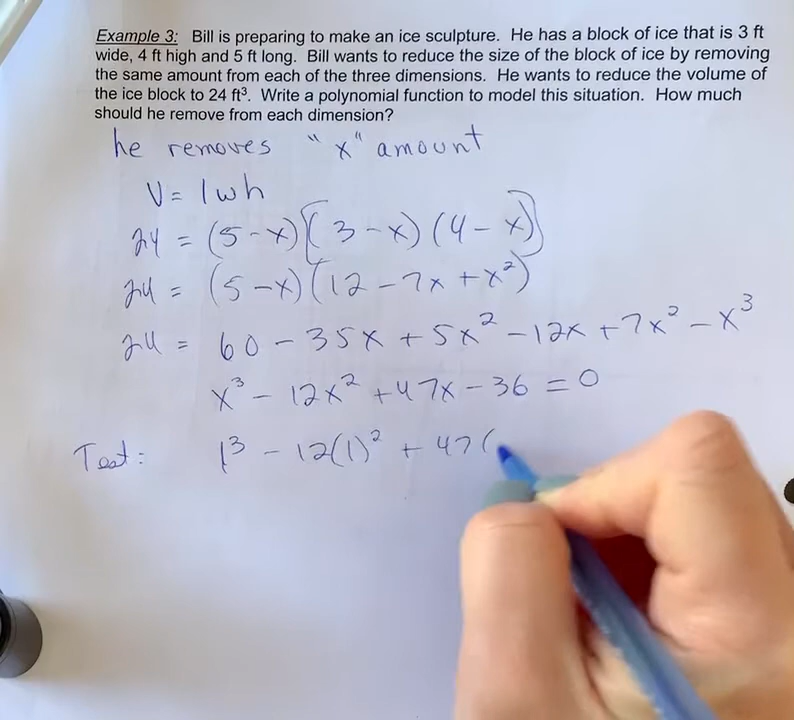 Example 3: Bill is preparing to make an ice sculpture. He has a block of ice that is 3 ft
wide, 4 ft high and 5 ft long. Bill wants to reduce the size of the block of ice by removing
the same amount from each of the three dimensions. He wants to reduce the volume of
the ice block to 24 ft³. Write a polynomial function to model this situation. How much
should he remove from each dimension?
he removes "x" amount
V = lwh
24 = (5-x)[(3-x)(4-x)]
24 = (5-x)(12-7x+x²)
24 = 60-35x+5x²-12x+7x²-x³
x³-12x²+47x-36=0
Test: 1³-12(1)²+47(